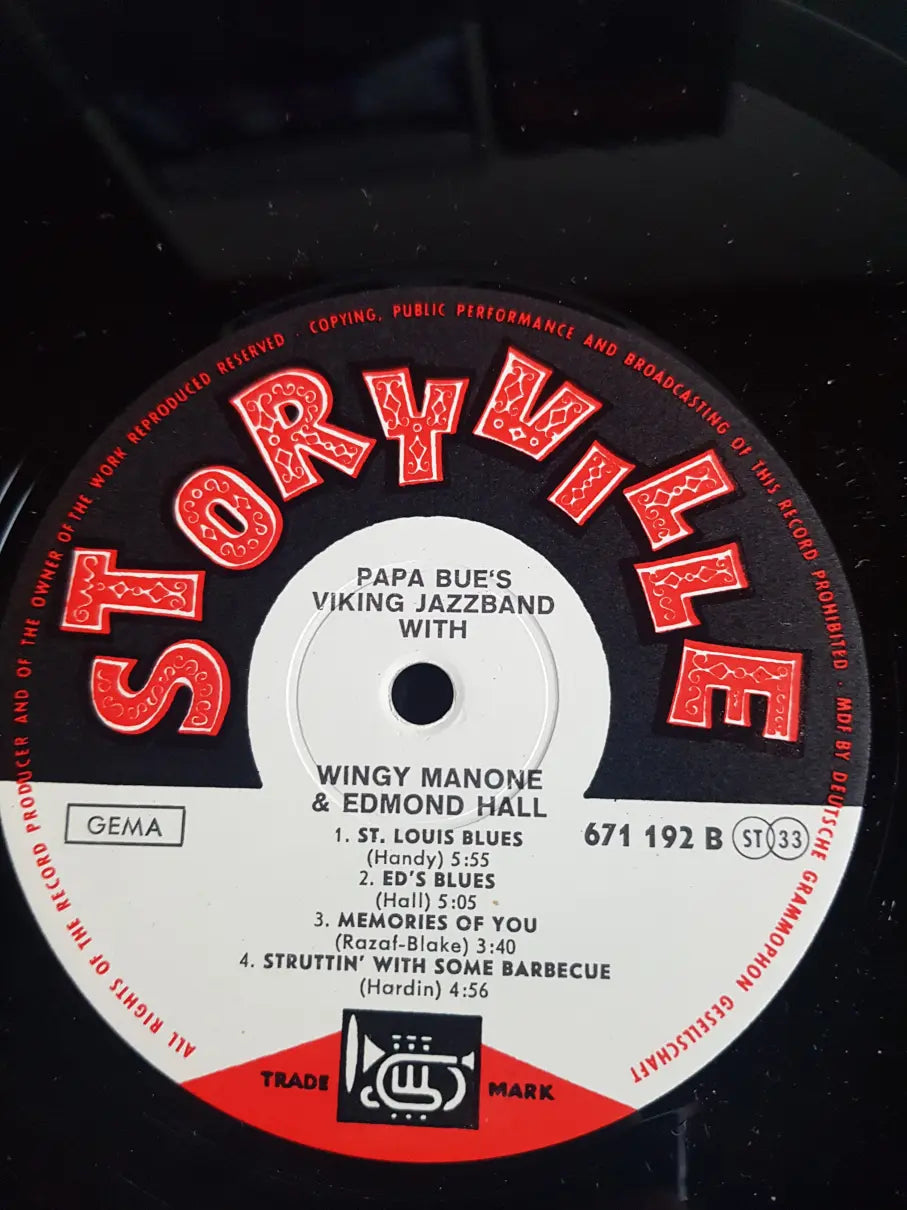 ALL RIGHTS OF THE RECORD PRODUCER AND OF THE OWNER OF THE WORK REPRODUCED RESERVED · COPYING, PUBLIC PERFORMANCE AND BROADCASTING OF THIS RECORD PROHIBITED · MDF BY DEUTSCHE GRAMMOPHON GESELLSCHAFT
STORYVILLE
PAPA BUE'S
VIKING JAZZBAND
WITH
WINGY MANONE
& EDMOND HALL
GEMA
671 192 B ST 33
1. ST. LOUIS BLUES
(Handy) 5:55
2. ED'S BLUES
(Hall) 5:05
3. MEMORIES OF YOU
(Razaf-Blake) 3:40
4. STRUTTIN' WITH SOME BARBECUE
(Hardin) 4:56
TRADE MARK